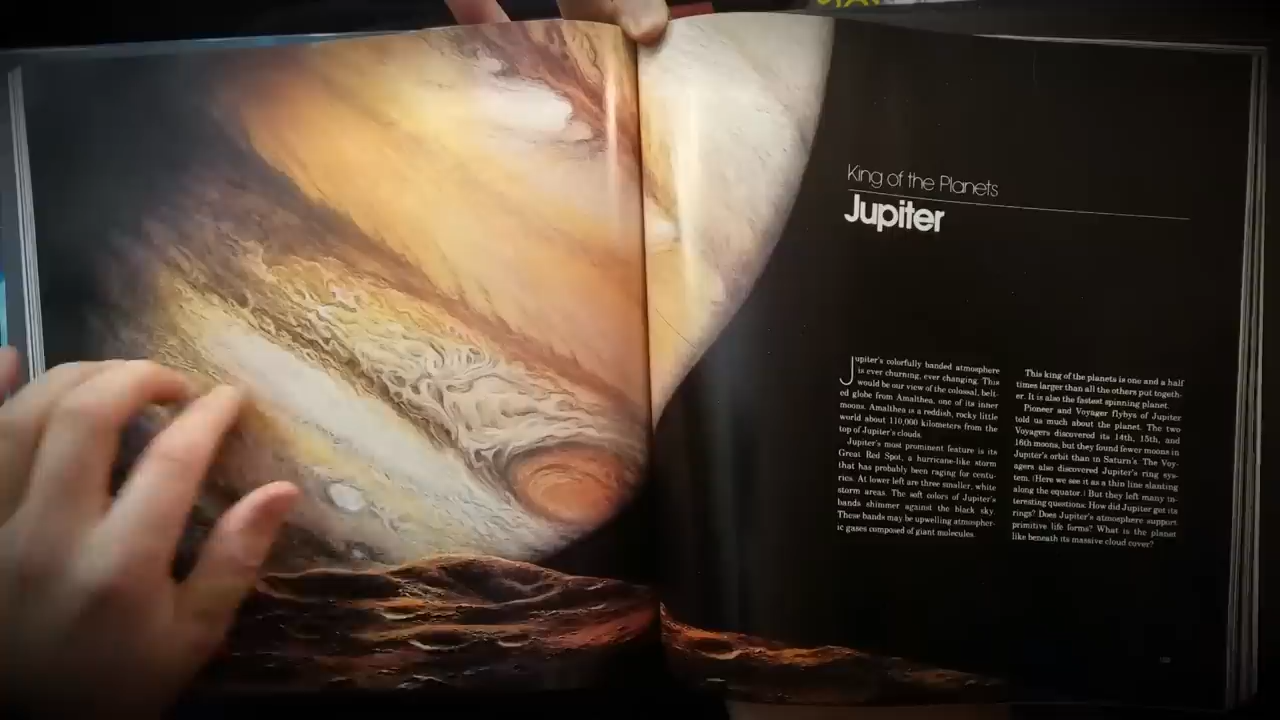 King of the Planets
Jupiter
Jupiter's colorfully banded atmosphere
is ever churning, ever changing. This
would be our view of the colossal, belt-
ed globe from Amalthea, one of its inner
moons. Amalthea is a reddish, rocky little
world about 110,000 kilometers from the
top of Jupiter's clouds.
Jupiter's most prominent feature is its
Great Red Spot, a hurricane-like storm
that has probably been raging for centu-
ries. At lower left are three smaller, white
storm areas. The soft colors of Jupiter's
bands shimmer against the black sky.
These bands may be upwelling atmospher-
ic gases composed of giant molecules.
This king of the planets is one and a half
times larger than all the others put togeth-
er. It is also the fastest spinning planet.
Pioneer and Voyager flybys of Jupiter
told us much about the planet. The two
Voyagers discovered its 14th, 15th, and
16th moons, but they found fewer moons in
Jupiter's orbit than in Saturn's. The Voy-
agers also discovered Jupiter's ring sys-
tem. (Here we see it as a thin line slanting
along the equator.) But they left many in-
teresting questions: How did Jupiter get its
rings? Does Jupiter's atmosphere support
primitive life forms? What is the planet
like beneath its massive cloud cover?